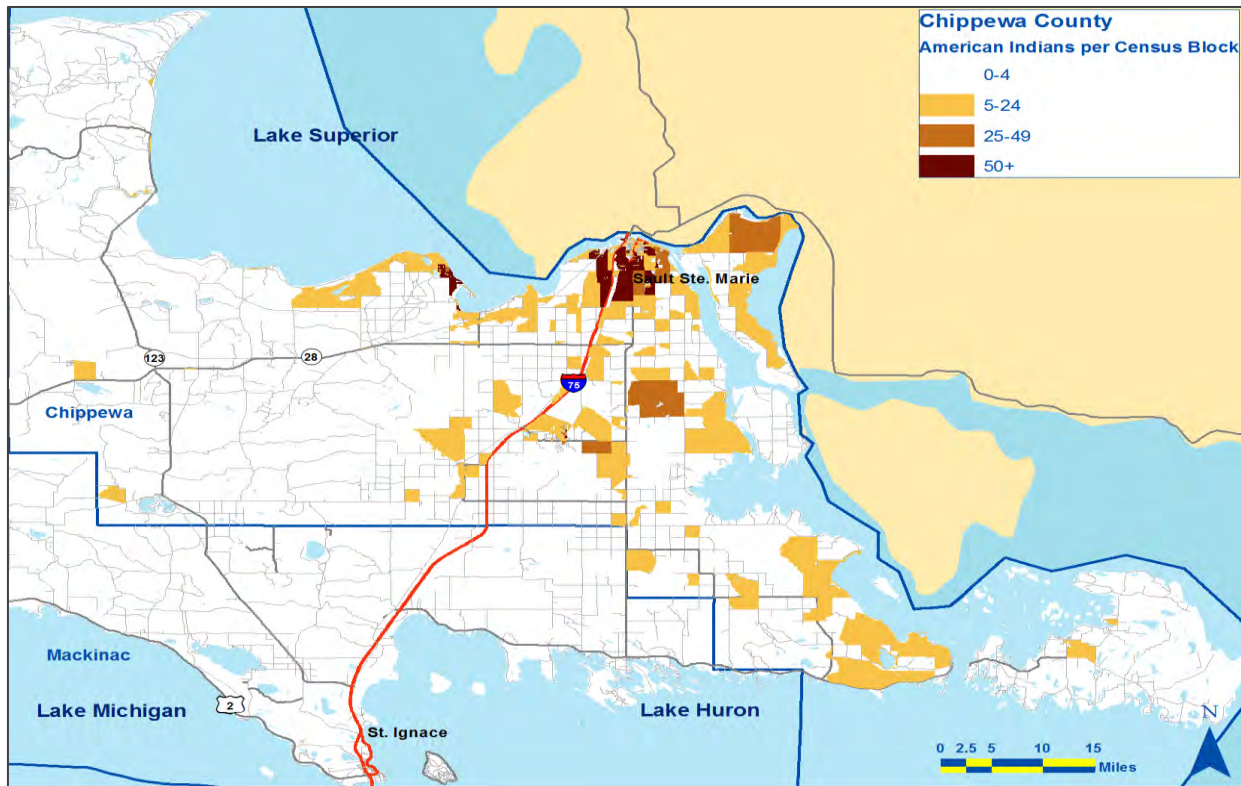 Chippewa County
American Indians per Census Block
0-4
5-24
25-49
50+
Lake Superior
Sault Ste. Marie
123
28
75
Chippewa
Mackinac
2
Lake Michigan
Lake Huron
St. Ignace
N
0 2.5 5 10 15
Miles